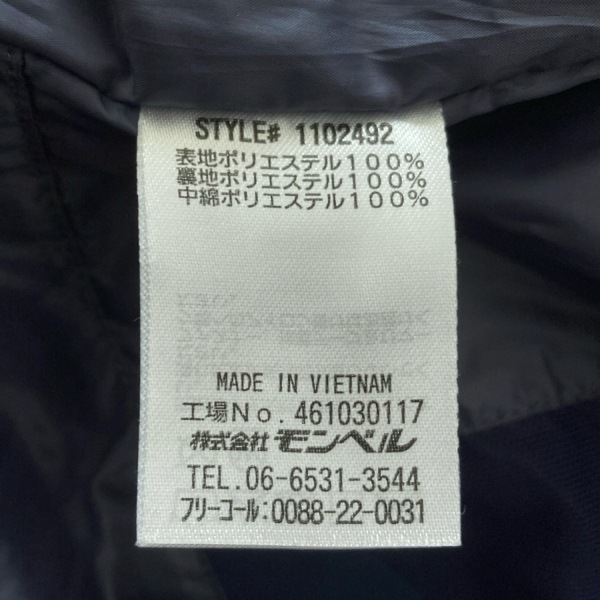 STYLE# 1102492
表地ポリエステル100%
裏地ポリエステル100%
中綿ポリエステル100%
MADE IN VIETNAM
工場No. 461030117
株式会社モンベル
TEL. 06-6531-3544
フリーコール:0088-22-0031